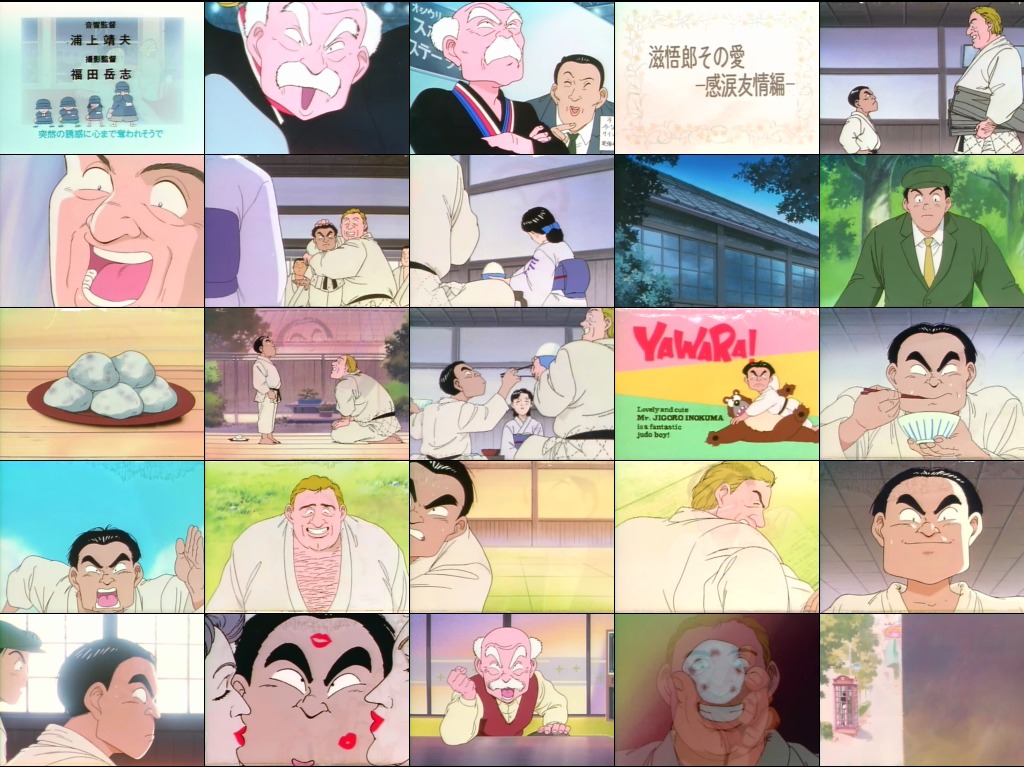 音響監督
浦上靖夫
撮影監督
福田岳志
突然の誘惑に心まで奪われそうで
滋悟郎その愛
─感涙友情編─
YAWARA!
Lovely and cute
Mr. JIGORO INOKUMA
is a fantastic
judo boy!